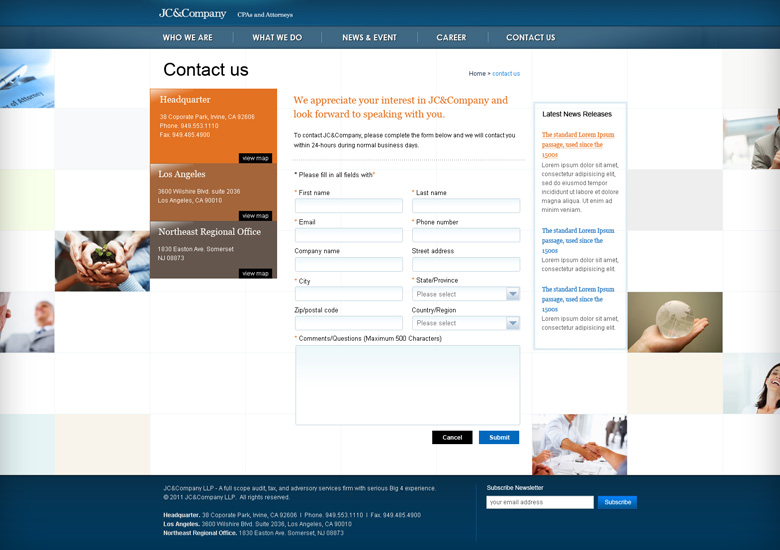 JC&Company CPAs and Attorneys
WHO WE ARE WHAT WE DO NEWS & EVENT CAREER CONTACT US
Contact us
Home > contact us
of Attorney
Headquarter
38 Coporate Park, Irvine, CA 92606
Phone. 949.553.1110
Fax. 949.485.4900
view map
Los Angeles
3600 Wilshire Blvd. suite 2036
Los Angeles, CA 90010
view map
Northeast Regional Office
1830 Easton Ave. Somerset
NJ 08873
view map
We appreciate your interest in JC&Company and
look forward to speaking with you.
To contact JC&Company, please complete the form below and we will contact you
within 24-hours during normal business days.
* Please fill in all fields with*
* First name
* Last name
* Email
* Phone number
Company name
Street address
* City
* State/Province
Please select
Zip/postal code
Country/Region
Please select
* Comments/Questions (Maximum 500 Characters)
Cancel Submit
Latest News Releases
The standard Lorem Ipsum
passage, used since the
1500s
Lorem ipsum dolor sit amet,
consectetur adipisicing elit,
sed do eiusmod tempor
incididunt ut labore et dolore
magna aliqua. Ut enim ad
minim veniam.
The standard Lorem Ipsum
passage, used since the
1500s
Lorem ipsum dolor sit amet,
consectetur adipisicing elit.
The standard Lorem Ipsum
passage, used since the
1500s
Lorem ipsum dolor sit amet,
consectetur adipisicing elit.
JC&Company LLP - A full scope audit, tax, and adversory services firm with serious Big 4 experience.
© 2011 JC&Company LLP. All rights reserved.
Headquarter. 38 Coporate Park, Irvine, CA 92606 I Phone. 949.553.1110 I Fax. 949.485.4900
Los Angeles. 3600 Wilshire Blvd. Suite 2036, Los Angeles, CA 90010
Northeast Regional Office. 1830 Easton Ave. Somerset, NJ 08873
Subscribe Newsletter
your email address Subscribe